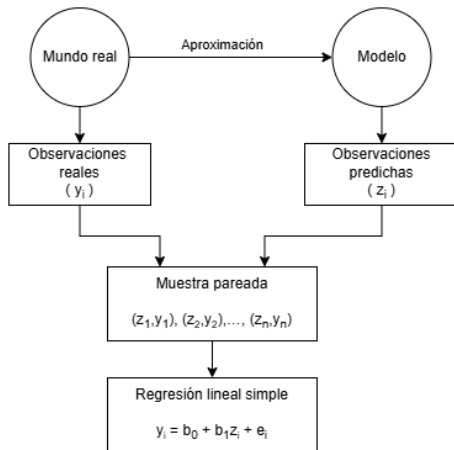 Mundo real
Aproximación
Modelo
Observaciones
reales
( yᵢ )
Observaciones
predichas
( zᵢ )
Muestra pareada
(z₁,y₁), (z₂,y₂),..., (zₙ,yₙ)
Regresión lineal simple
yᵢ = b₀ + b₁zᵢ + eᵢ